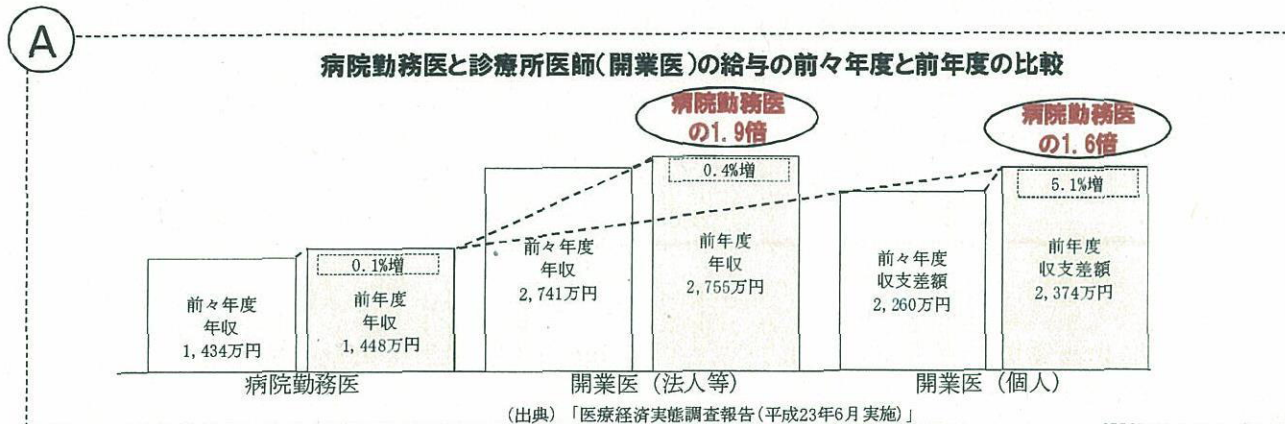 A
病院勤務医と診療所医師(開業医)の給与の前々年度と前年度の比較
病院勤務医
の1.9倍
病院勤務医
の1.6倍
0.1%増
0.4%増
5.1%増
前々年度
年収
1,434万円
前年度
年収
1,448万円
前々年度
年収
2,741万円
前年度
年収
2,755万円
前々年度
収支差額
2,260万円
前年度
収支差額
2,374万円
病院勤務医
開業医(法人等)
開業医(個人)
(出典)「医療経済実態調査報告(平成23年6月実施)」